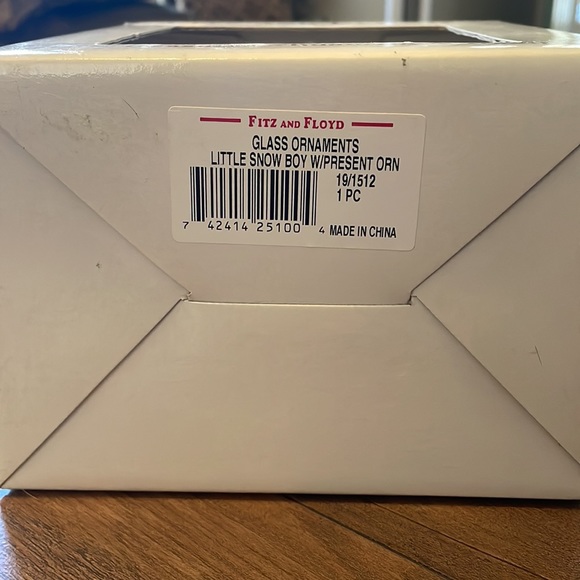 FITZ AND FLOYD
GLASS ORNAMENTS
LITTLE SNOW BOY W/PRESENT ORN
19/1512
1 PC
7 42414 25100 4 MADE IN CHINA